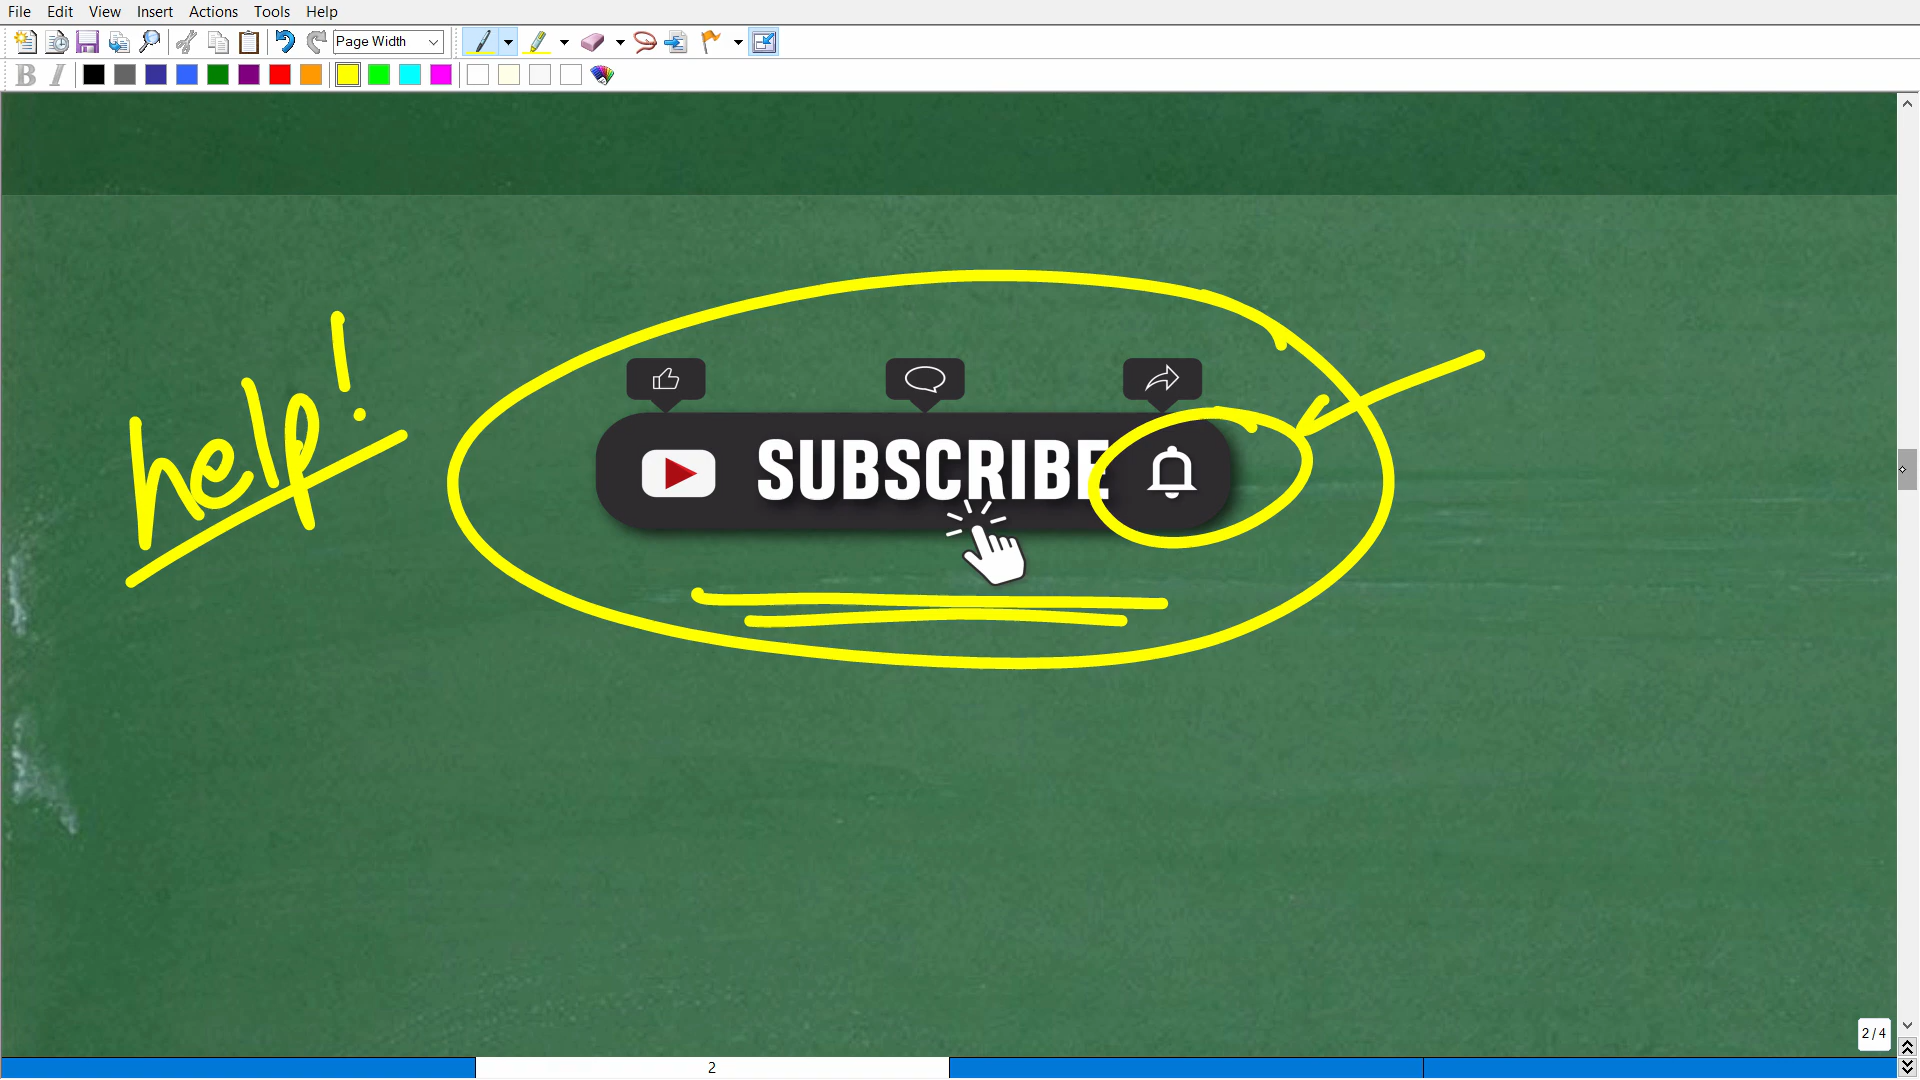 File Edit View Insert Actions Tools Help
Page Width
B I
help!
SUBSCRIBE
2 / 4
2